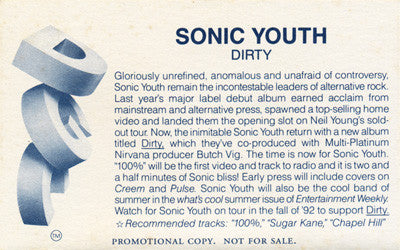 SONIC YOUTH
DIRTY
Gloriously unrefined, anomalous and unafraid of controversy,
Sonic Youth remain the incontestable leaders of alternative rock.
Last year's major label debut album earned acclaim from
mainstream and alternative press, spawned a top-selling home
video and landed them the opening slot on Neil Young's sold-
out tour. Now, the inimitable Sonic Youth return with a new album
titled Dirty, which they've co-produced with Multi-Platinum
Nirvana producer Butch Vig. The time is now for Sonic Youth.
"100%" will be the first video and track to radio and it is two and
a half minutes of Sonic bliss! Early press will include covers on
Creem and Pulse. Sonic Youth will also be the cool band of
summer in the what's cool summer issue of Entertainment Weekly.
Watch for Sonic Youth on tour in the fall of '92 to support Dirty.
☆ Recommended tracks: "100%," "Sugar Kane," "Chapel Hill"
TM
PROMOTIONAL COPY. NOT FOR SALE.